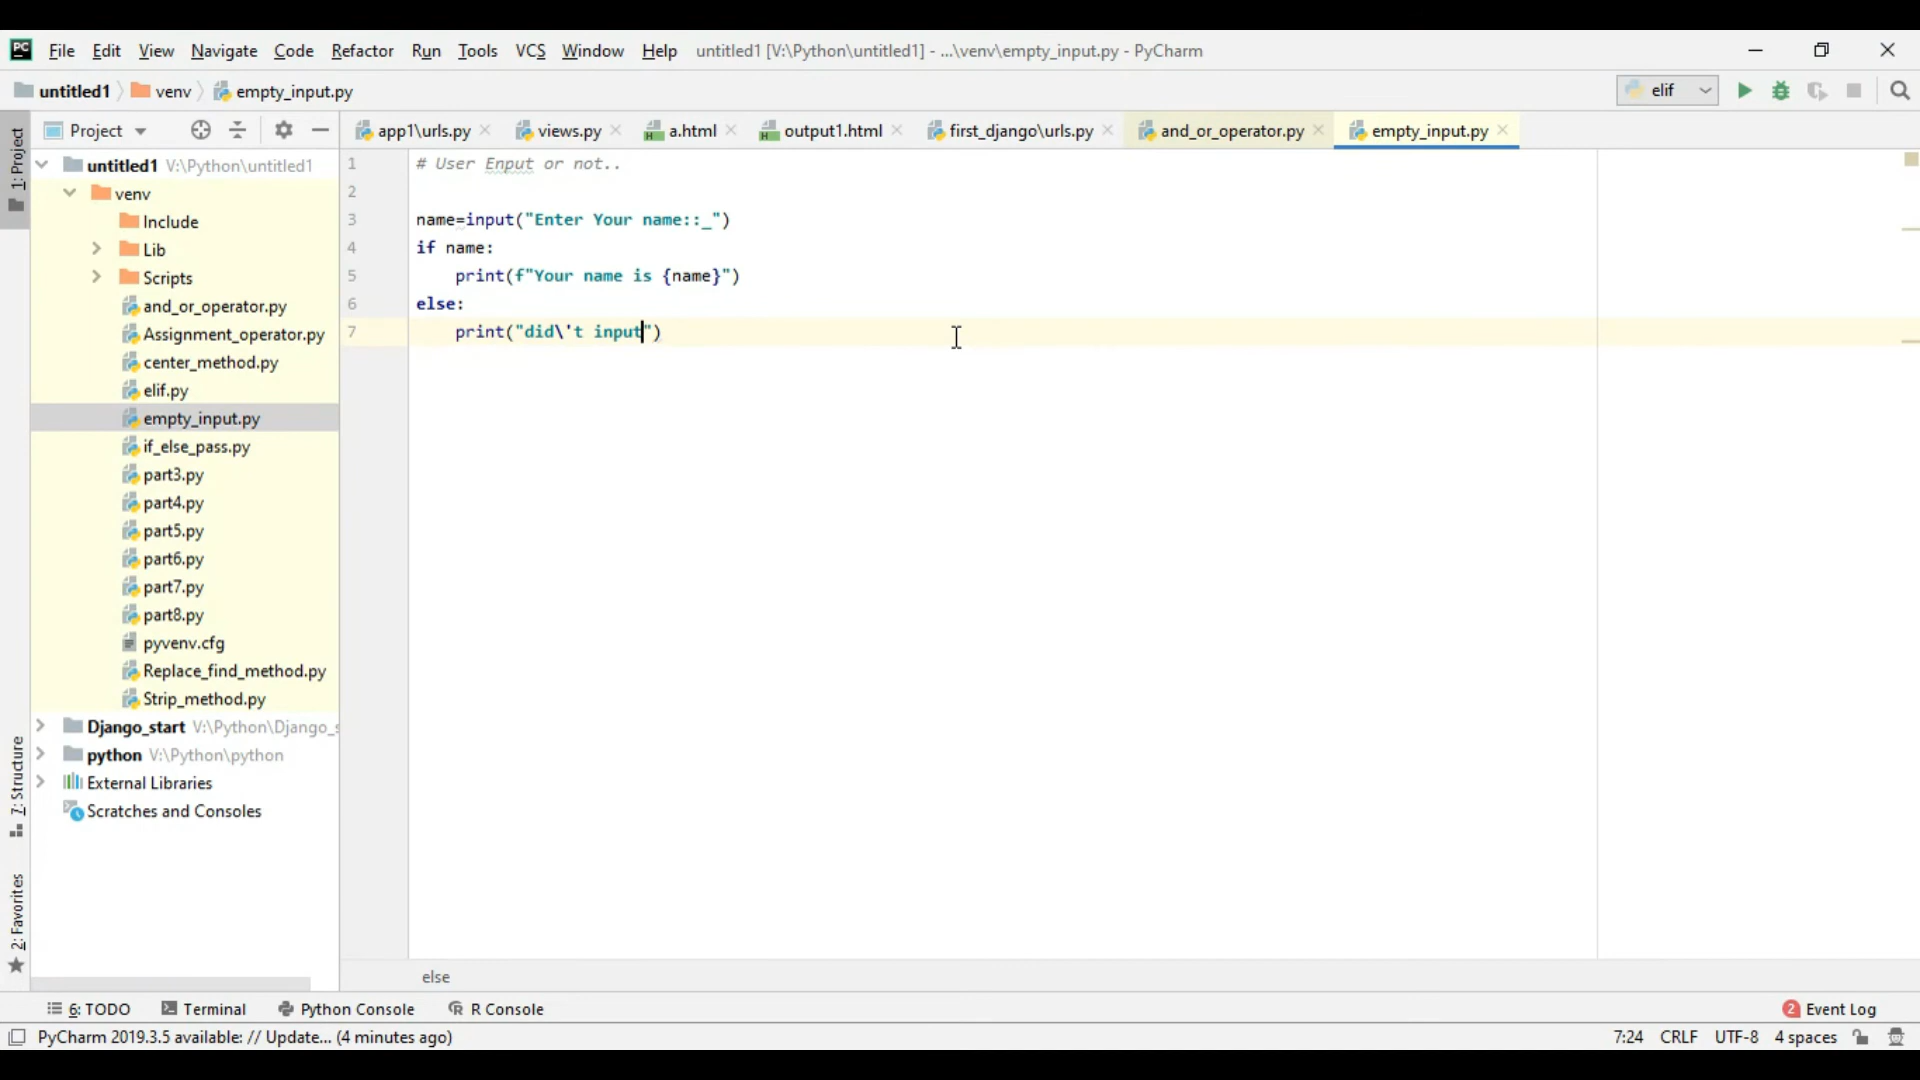 PC File Edit View Navigate Code Refactor Run Tools VCS Window Help untitled1 [V:\Python\untitled1] - ...\venv\empty_input.py - PyCharm
untitled1 venv empty_input.py elif
Project app1\urls.py views.py a.html output1.html first_django\urls.py and_or_operator.py empty_input.py
1: Project
untitled1 V:\Python\untitled1
venv
Include
Lib
Scripts
and_or_operator.py
Assignment_operator.py
center_method.py
elif.py
empty_input.py
if_else_pass.py
part3.py
part4.py
part5.py
part6.py
part7.py
part8.py
pyvenv.cfg
Replace_find_method.py
Strip_method.py
Django_start V:\Python\Django_s
python V:\Python\python
External Libraries
Scratches and Consoles
7: Structure
2: Favorites
1 # User Enput or not..
2
3 name=input("Enter Your name::_")
4 if name:
5 print(f"Your name is {name}")
6 else:
7 print("did\'t input")
else
6: TODO Terminal Python Console R Console 2 Event Log
PyCharm 2019.3.5 available: // Update... (4 minutes ago) 7:24 CRLF UTF-8 4 spaces